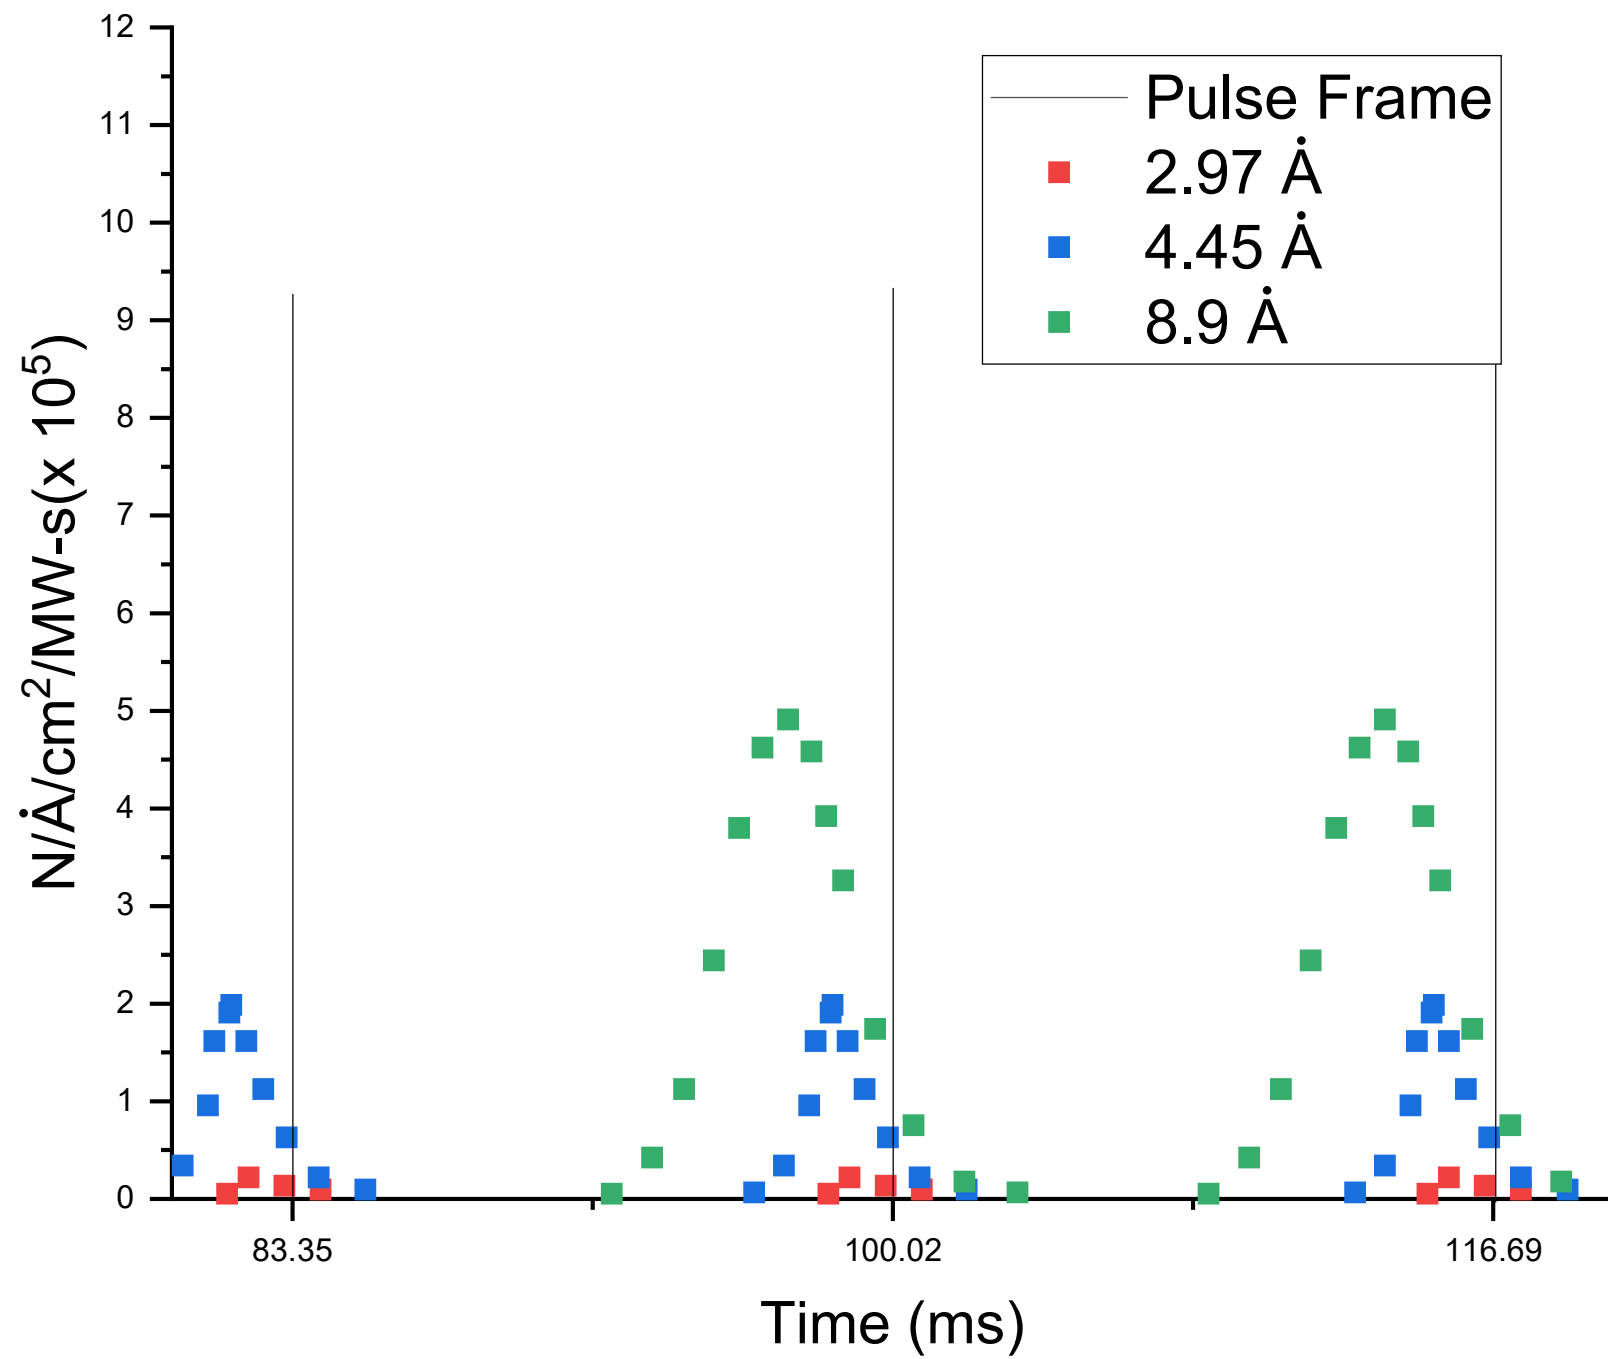 12
11
10
9
8
7
6
5
4
3
2
1
0
N/Å/cm²/MW-s(x 10⁵)
Pulse Frame
2.97 Å
4.45 Å
8.9 Å
83.35
100.02
116.69
Time (ms)